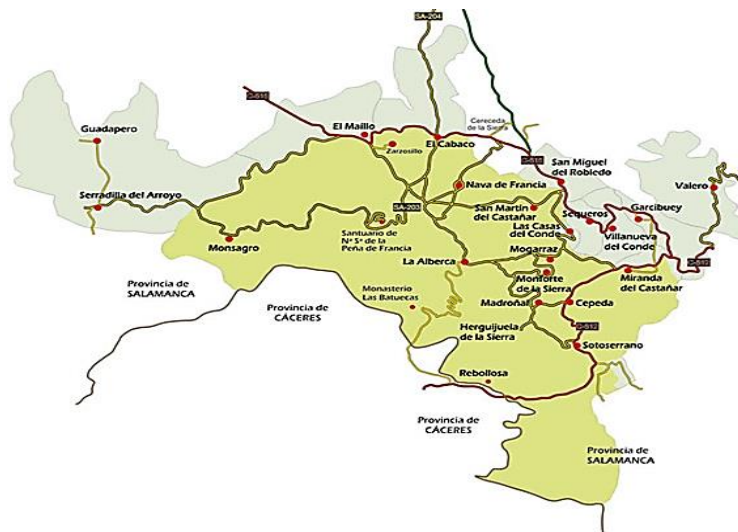 SA-204
C-515
Guadapero
El Maillo
Zarzosillo
El Cabaco
Cereceda
de la Sierra
C-515
San Miguel
del Robledo
Nava de Francia
Valero
Serradilla del Arroyo
SA-203
San Martín
del Castañar
Sequeros
Garcibuey
Las Casas
del Conde
Villanueva
del Conde
Santuario de
Nª Sª de la
Peña de Francia
Monsagro
La Alberca
Mogarraz
C-512
Monforte
de la Sierra
Miranda
del Castañar
Provincia de
SALAMANCA
Monasterio
Las Batuecas
Madroñal
Cepeda
Provincia de
CÁCERES
C-512
Herguijuela
de la Sierra
Sotoserrano
Rebollosa
Provincia de
CÁCERES
Provincia de
SALAMANCA